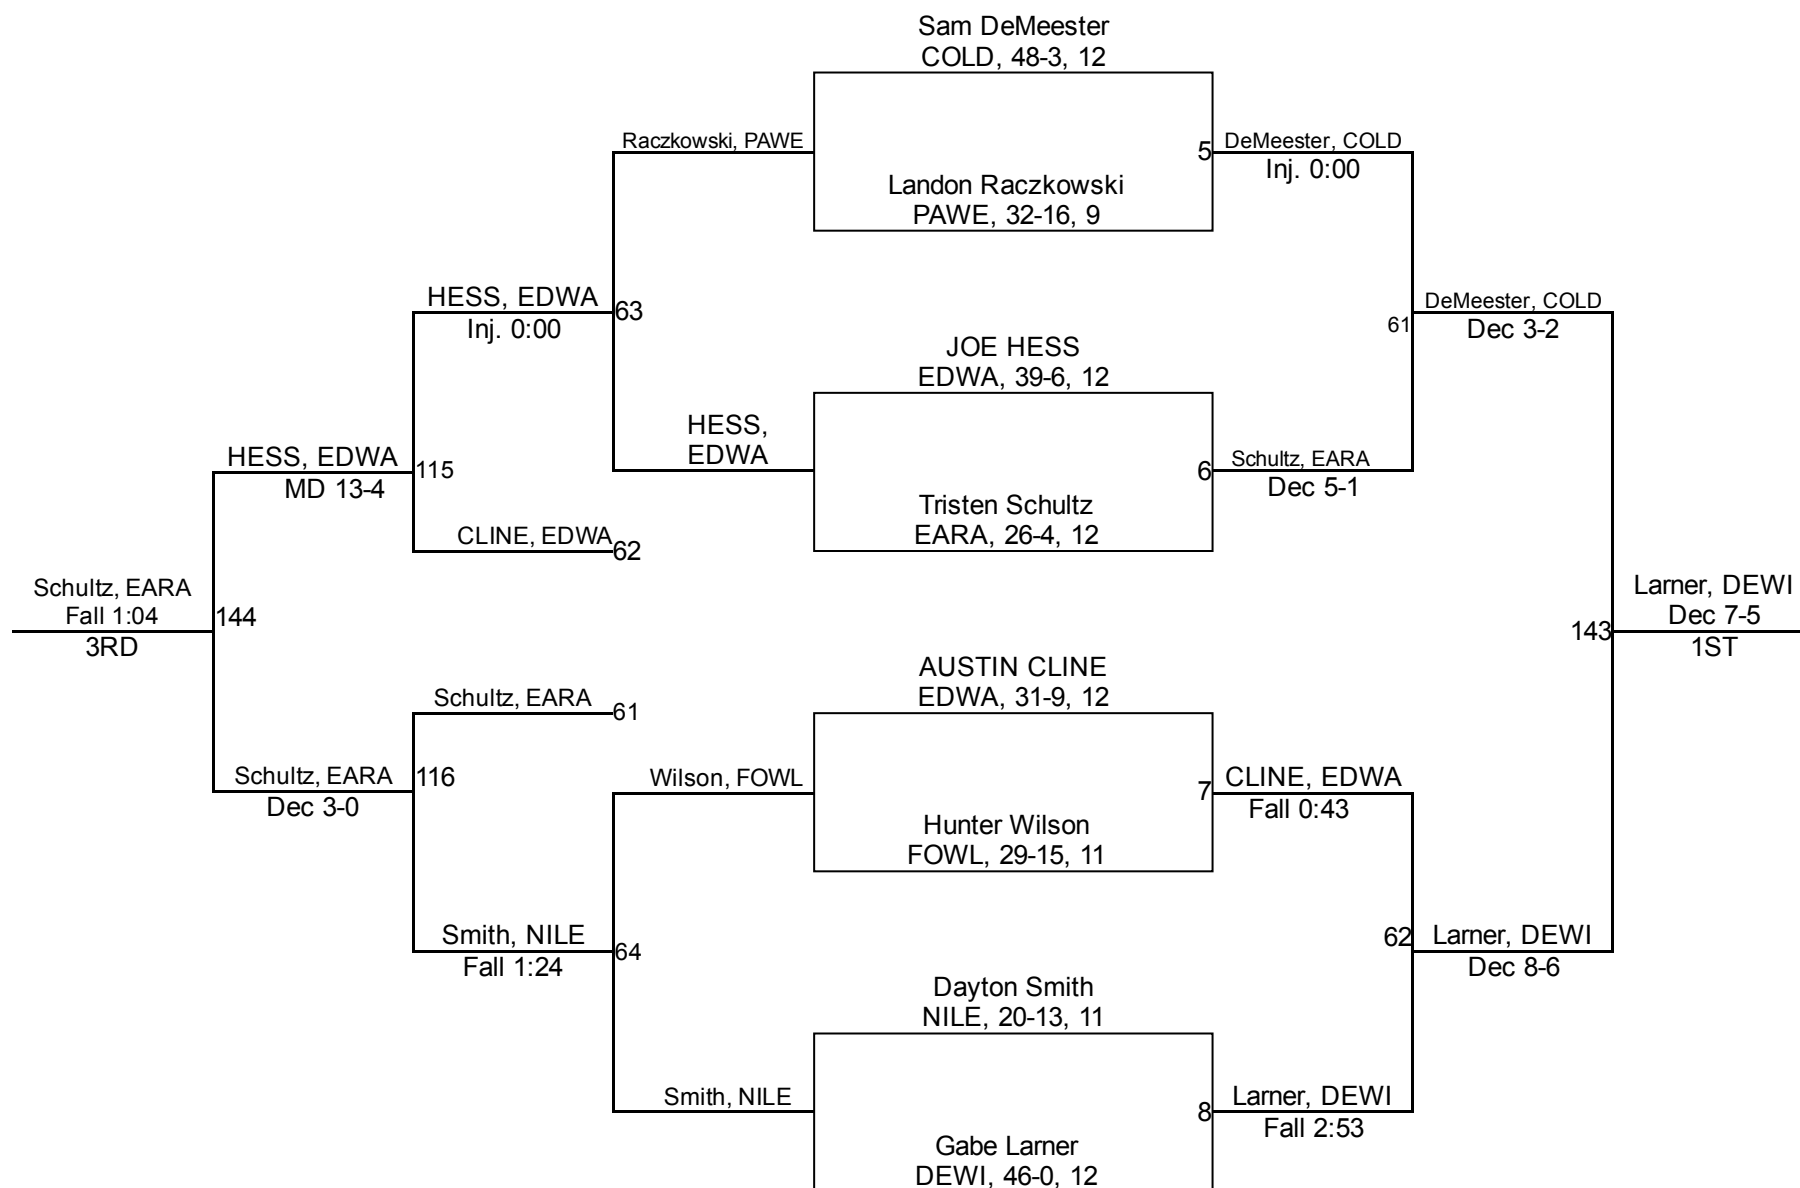 Sam DeMeester
COLD, 48-3, 12
Raczkowski, PAWE
5
DeMeester, COLD
Inj. 0:00
Landon Raczkowski
PAWE, 32-16, 9
HESS, EDWA
Inj. 0:00
63
DeMeester, COLD
Dec 3-2
61
JOE HESS
EDWA, 39-6, 12
HESS,
EDWA
6
Schultz, EARA
Dec 5-1
HESS, EDWA
MD 13-4
115
Tristen Schultz
EARA, 26-4, 12
CLINE, EDWA
62
Schultz, EARA
Fall 1:04
3RD
144
143
Larner, DEWI
Dec 7-5
1ST
AUSTIN CLINE
EDWA, 31-9, 12
Schultz, EARA
61
Schultz, EARA
Dec 3-0
116
Wilson, FOWL
7
CLINE, EDWA
Fall 0:43
Hunter Wilson
FOWL, 29-15, 11
Smith, NILE
Fall 1:24
64
62
Larner, DEWI
Dec 8-6
Dayton Smith
NILE, 20-13, 11
Smith, NILE
8
Larner, DEWI
Fall 2:53
Gabe Larner
DEWI, 46-0, 12